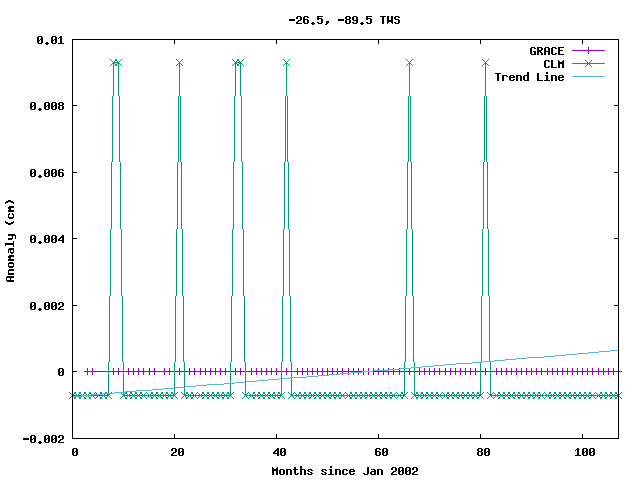 -26.5, -89.5 TWS
GRACE
CLM
Trend Line
0.01
0.008
0.006
0.004
0.002
0
-0.002
Anomaly (cm)
0 20 40 60 80 100
Months since Jan 2002